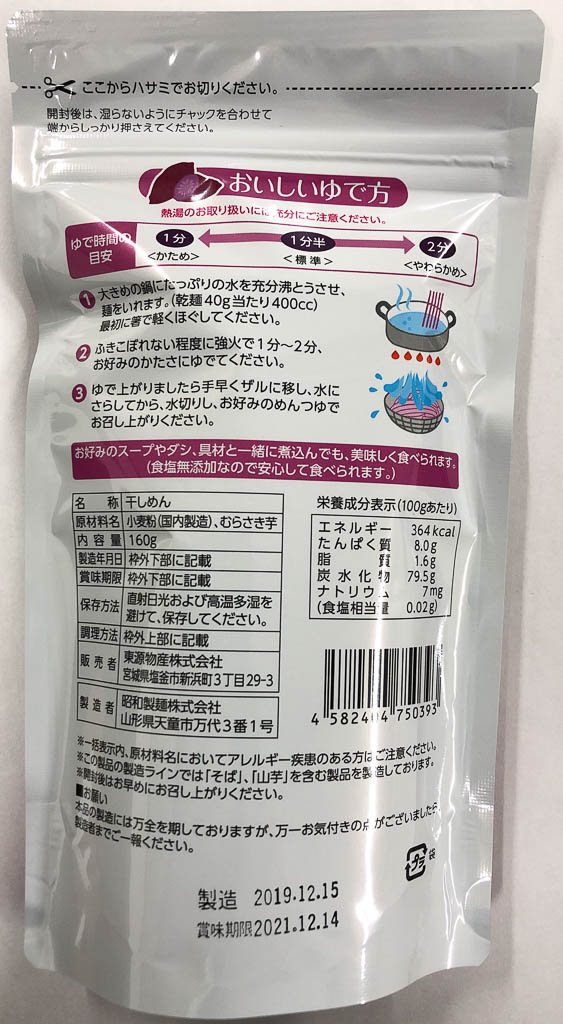 ここからハサミでお切りください。
開封後は、湿らないようにチャックを合わせて
端からしっかり押さえてください。
おいしいゆで方
熱湯のお取り扱いには充分にご注意ください。
ゆで時間の
目安
1分 1分半 2分
<かため> <標準> <やわらかめ>
1 大きめの鍋にたっぷりの水を充分沸とうさせ、
麺をいれます。(乾麺40g当たり400cc)
最初に箸で軽くほぐしてください。
2 ふきこぼれない程度に強火で1分〜2分、
お好みのかたさにゆでてください。
3 ゆで上がりましたら手早くザルに移し、水に
さらしてから、水切りし、お好みのめんつゆで
お召し上がりください。
お好みのスープやダシ、具材と一緒に煮込んでも、美味しく食べられます。
(食塩無添加なので安心して食べられます。)
名称 干しめん
原材料名 小麦粉(国内製造)、むらさき芋
内容量 160g
製造年月日 枠外下部に記載
賞味期限 枠外下部に記載
保存方法 直射日光および高温多湿を
避けて、保存してください。
調理方法 枠外上部に記載
販売者 東源物産株式会社
宮城県塩釜市新浜町3丁目29-3
製造者 昭和製麺株式会社
山形県天童市万代3番1号
栄養成分表示(100gあたり)
エネルギー 364kcal
たんぱく質 8.0g
脂質 1.6g
炭水化物 79.5g
ナトリウム 7mg
(食塩相当量 0.02g)
4 582404 750393
※一括表示内、原材料名においてアレルギー疾患のある方はご注意ください。
※この製品の製造ラインでは「そば」、「山芋」を含む製品を製造しております。
※開封後はお早めにお召し上がりください。
■お願い
本品の製造には万全を期しておりますが、万一お気付きの点がございましたら
製造者までご一報ください。
プラ 袋
製造 2019.12.15
賞味期限2021.12.14